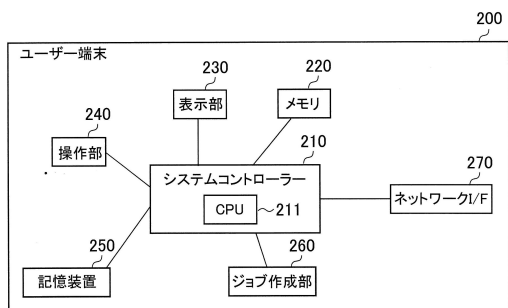 200
ユーザー端末
230
表示部
220
メモリ
240
操作部
210
システムコントローラー
CPU
211
270
ネットワークI/F
250
記憶装置
260
ジョブ作成部